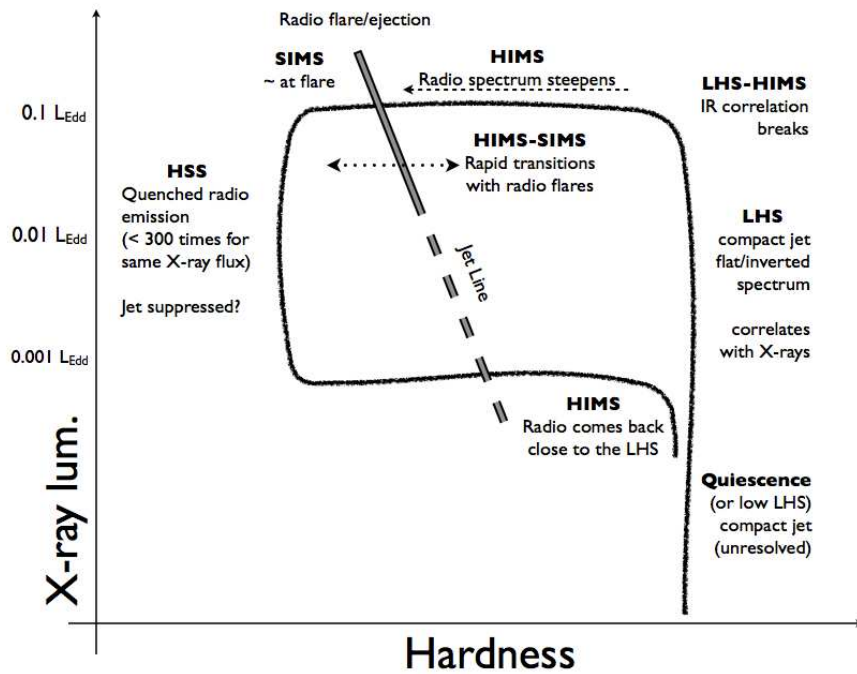 Radio flare/ejection
SIMS
~ at flare
HIMS
Radio spectrum steepens
LHS-HIMS
IR correlation
breaks
0.1 LEdd
HIMS-SIMS
Rapid transitions
with radio flares
HSS
Quenched radio
emission
(< 300 times for
same X-ray flux)
Jet suppressed?
0.01 LEdd
Jet Line
LHS
compact jet
flat/inverted
spectrum
correlates
with X-rays
0.001 LEdd
HIMS
Radio comes back
close to the LHS
Quiescence
(or low LHS)
compact jet
(unresolved)
X-ray lum.
Hardness